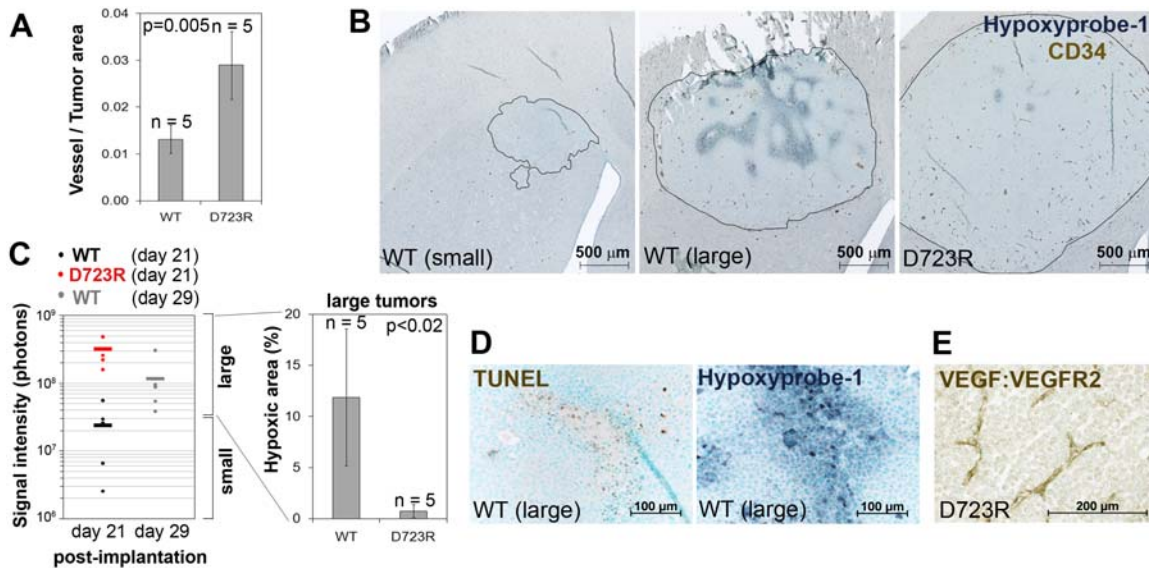 A
p=0.005 n = 5
n = 5
Vessel / Tumor area
0.04
0.03
0.02
0.01
0.00
WT
D723R
B
Hypoxyprobe-1
CD34
WT (small)
500 µm
WT (large)
500 µm
D723R
500 µm
C
WT (day 21)
D723R (day 21)
WT (day 29)
Signal intensity (photons)
10⁹
10⁸
10⁷
10⁶
day 21 day 29
post-implantation
large
small
large tumors
n = 5 p<0.02
n = 5
Hypoxic area (%)
20
15
10
5
0
WT
D723R
D
TUNEL
WT (large)
100 µm
Hypoxyprobe-1
WT (large)
100 µm
E
VEGF:VEGFR2
D723R
200 µm